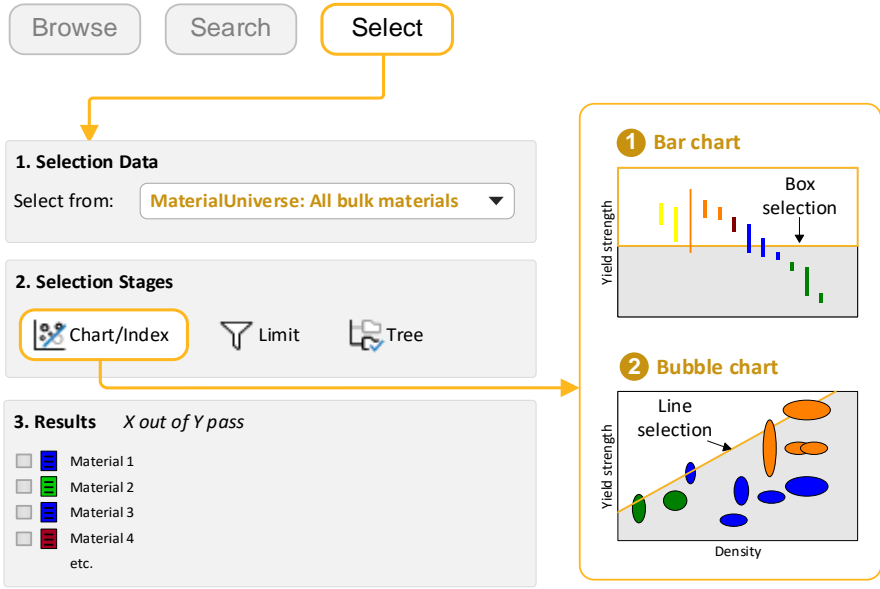 Browse
Search
Select
1. Selection Data
Select from:
MaterialUniverse: All bulk materials
2. Selection Stages
Chart/Index
Limit
Tree
3. Results
X out of Y pass
Material 1
Material 2
Material 3
Material 4
etc.
1 Bar chart
Yield strength
Box
selection
2 Bubble chart
Yield strength
Line
selection
Density